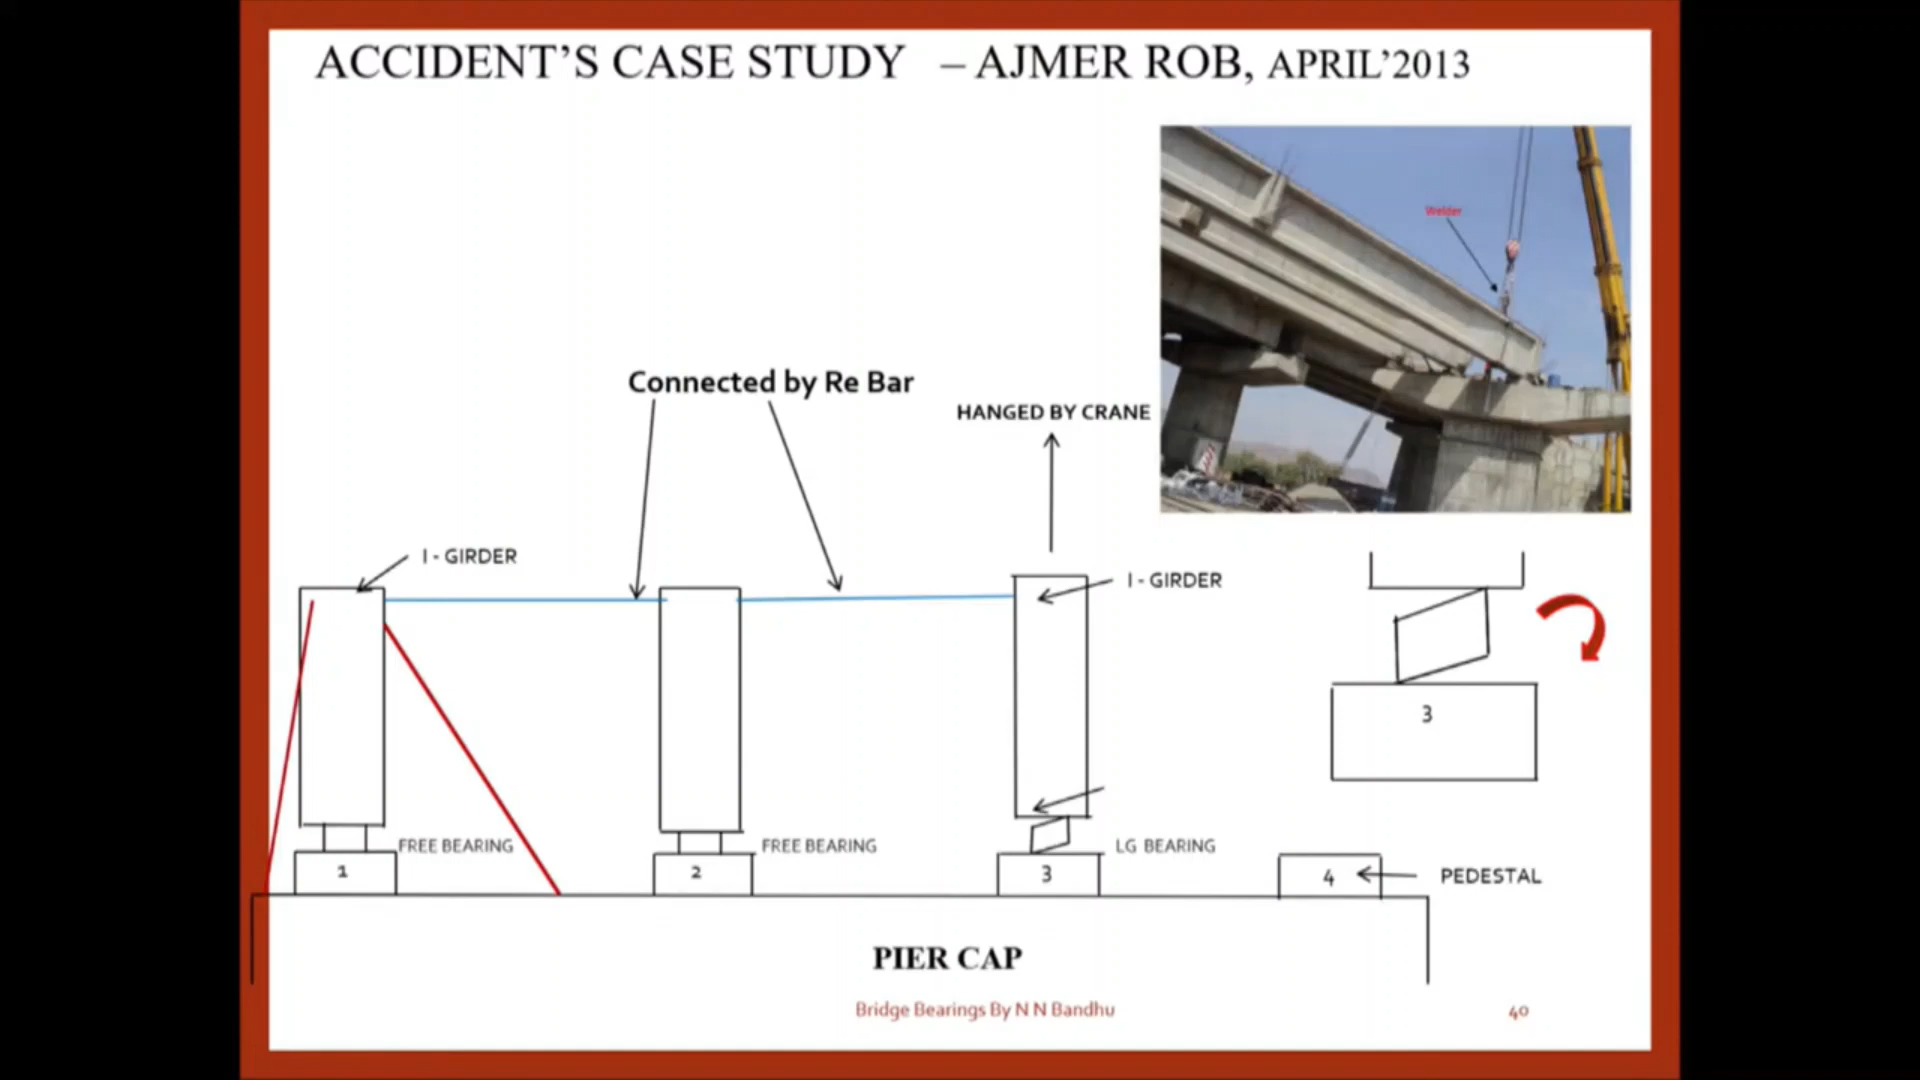 ACCIDENT'S CASE STUDY – AJMER ROB, APRIL'2013
Welder
Connected by Re Bar
HANGED BY CRANE
I - GIRDER
I - GIRDER
3
FREE BEARING
FREE BEARING
LG BEARING
1
2
3
4
PEDESTAL
PIER CAP
Bridge Bearings By N N Bandhu
40